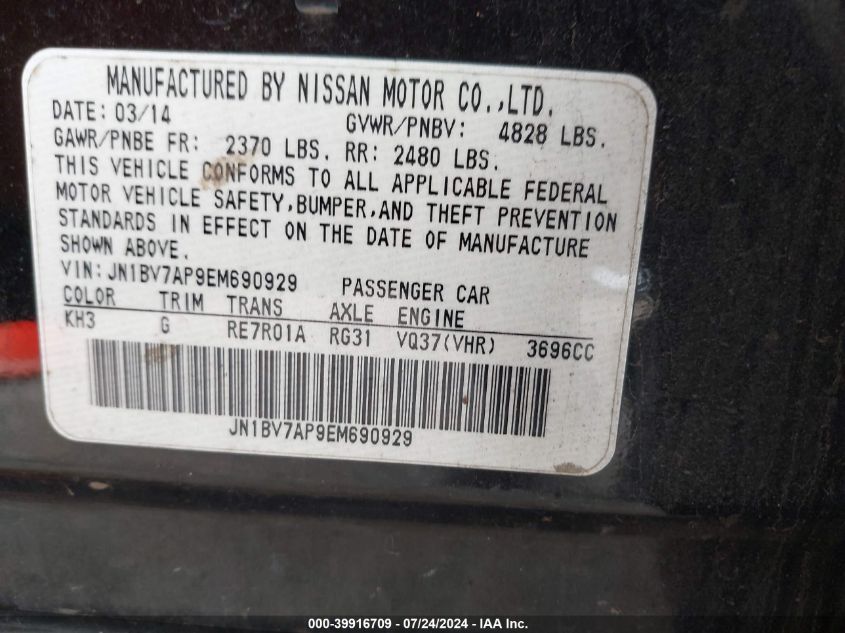 MANUFACTURED BY NISSAN MOTOR CO.,LTD.
DATE: 03/14 GVWR/PNBV: 4828 LBS.
GAWR/PNBE FR: 2370 LBS. RR: 2480 LBS.
THIS VEHICLE CONFORMS TO ALL APPLICABLE FEDERAL
MOTOR VEHICLE SAFETY,BUMPER,AND THEFT PREVENTION
STANDARDS IN EFFECT ON THE DATE OF MANUFACTURE
SHOWN ABOVE.
VIN: JN1BV7AP9EM690929 PASSENGER CAR
COLOR TRIM TRANS AXLE ENGINE
KH3 G RE7R01A RG31 VQ37(VHR) 3696CC
JN1BV7AP9EM690929
000-39916709 - 07/24/2024 - IAA Inc.